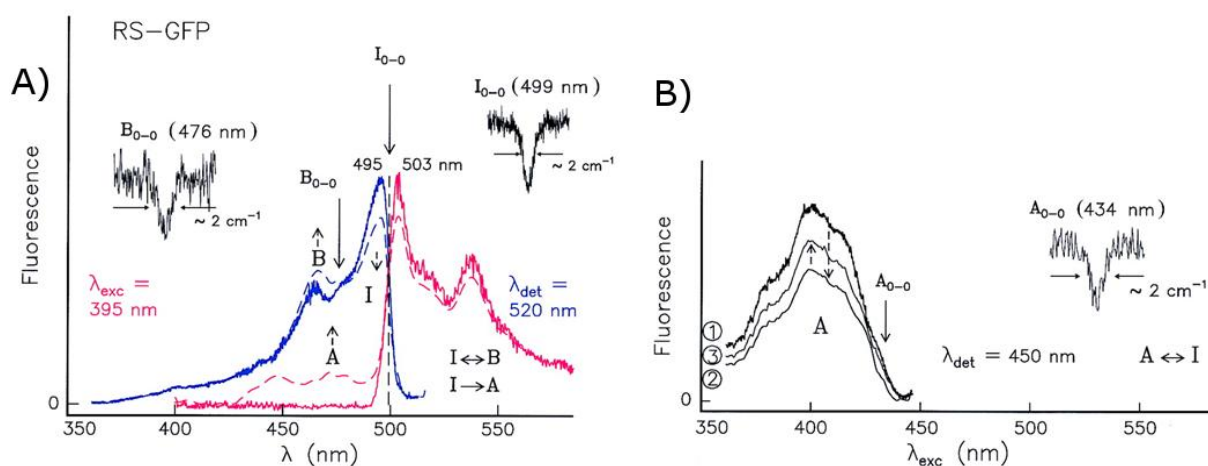 A)
RS-GFP
I0-0
I0-0 (499 nm)
B0-0 (476 nm)
~ 2 cm-1
495
503 nm
B0-0
~ 2 cm-1
Fluorescence
B
I
A
λexc =
395 nm
λdet =
520 nm
I↔B
I→A
0
350
400
450
500
550
λ (nm)
B)
A0-0 (434 nm)
~ 2 cm-1
A0-0
Fluorescence
A
①
③
②
λdet = 450 nm
A ↔ I
0
350
400
450
500
550
λexc (nm)